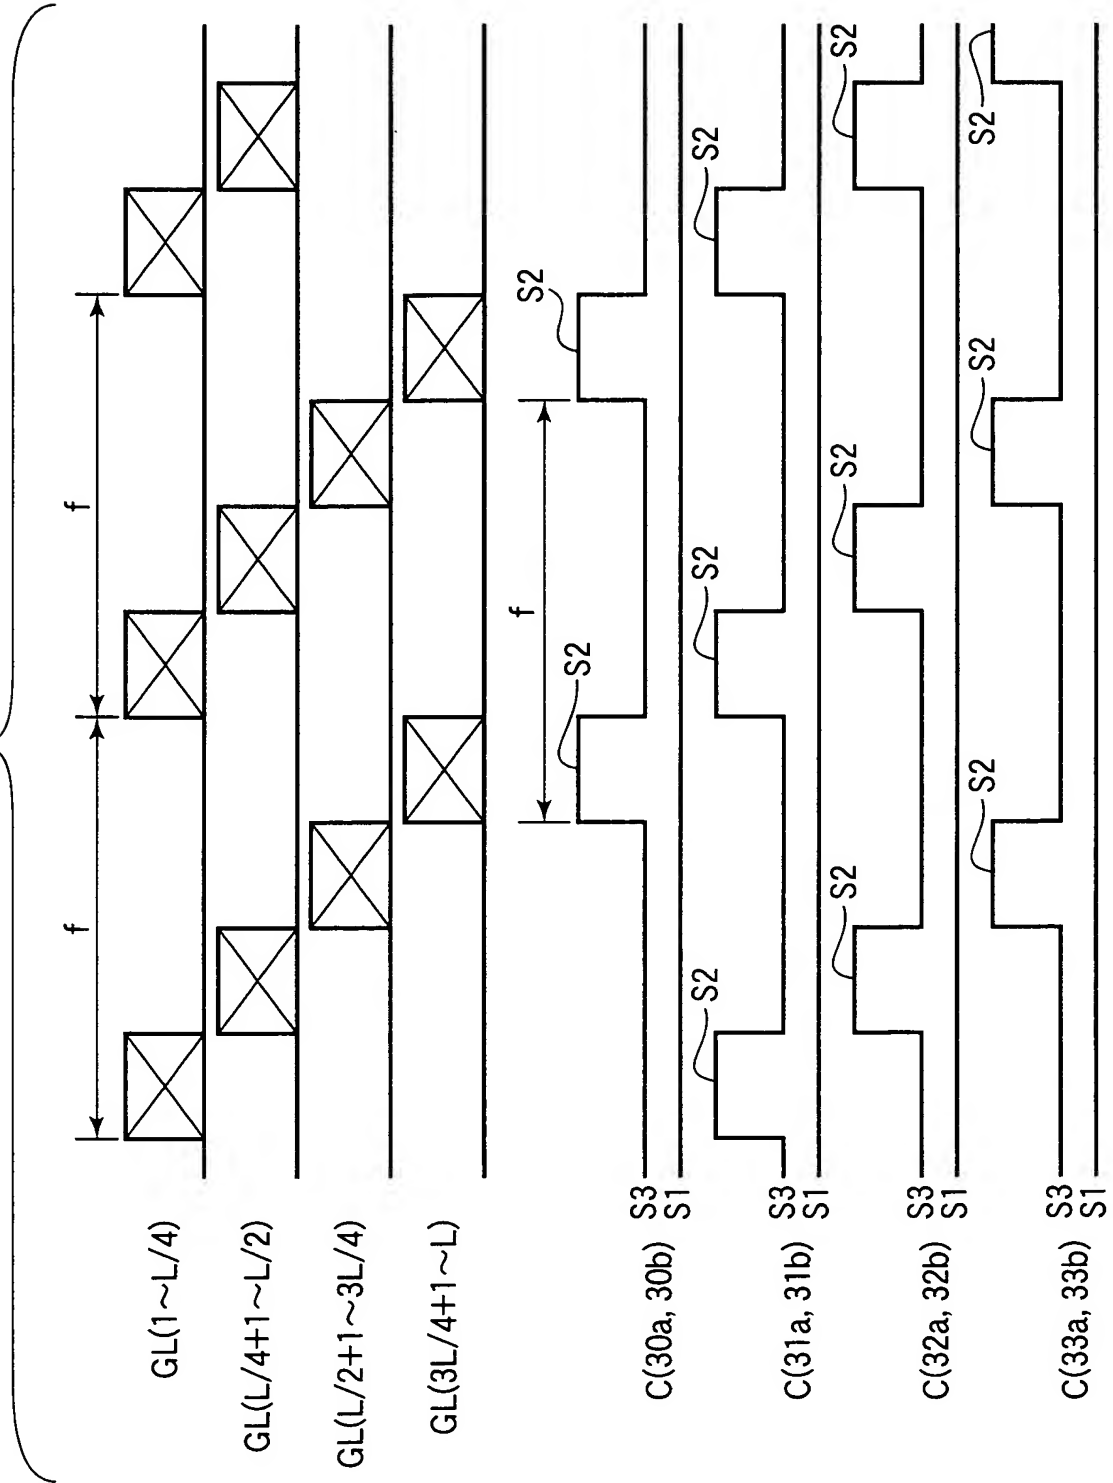 f
f
GL(1~L/4)
GL(L/4+1~L/2)
GL(L/2+1~3L/4)
GL(3L/4+1~L)
f
S2
S2
C(30a, 30b)
S3
S1
S2
S2
S2
C(31a, 31b)
S3
S1
S2
S2
S2
C(32a, 32b)
S3
S1
S2
S2
S2
C(33a, 33b)
S3
S1